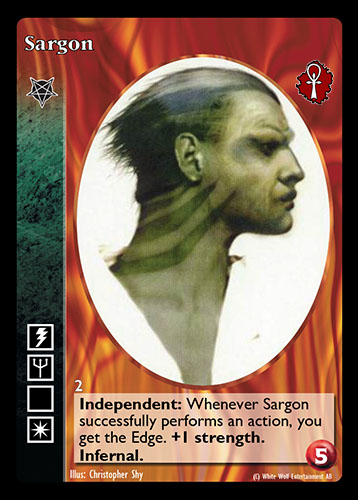 Sargon
2
Independent: Whenever Sargon
successfully performs an action, you
get the Edge. +1 strength.
Infernal.
5
Illus: Christopher Shy
(C) White Wolf Entertainment AB